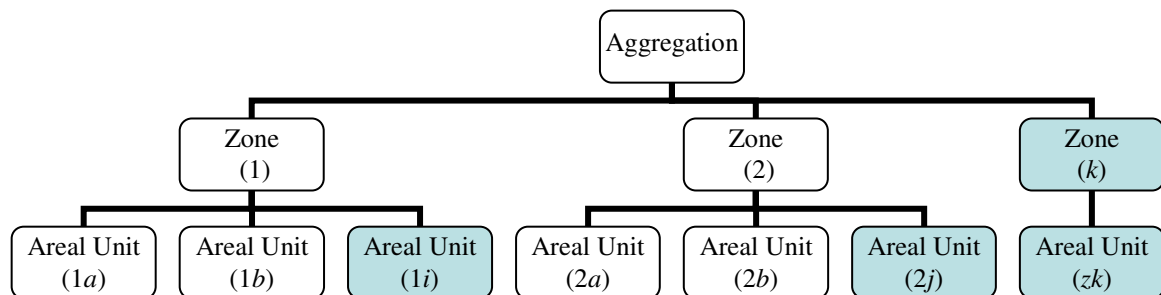 Aggregation
Zone
(1)
Zone
(2)
Zone
(k)
Areal Unit
(1a)
Areal Unit
(1b)
Areal Unit
(1i)
Areal Unit
(2a)
Areal Unit
(2b)
Areal Unit
(2j)
Areal Unit
(zk)